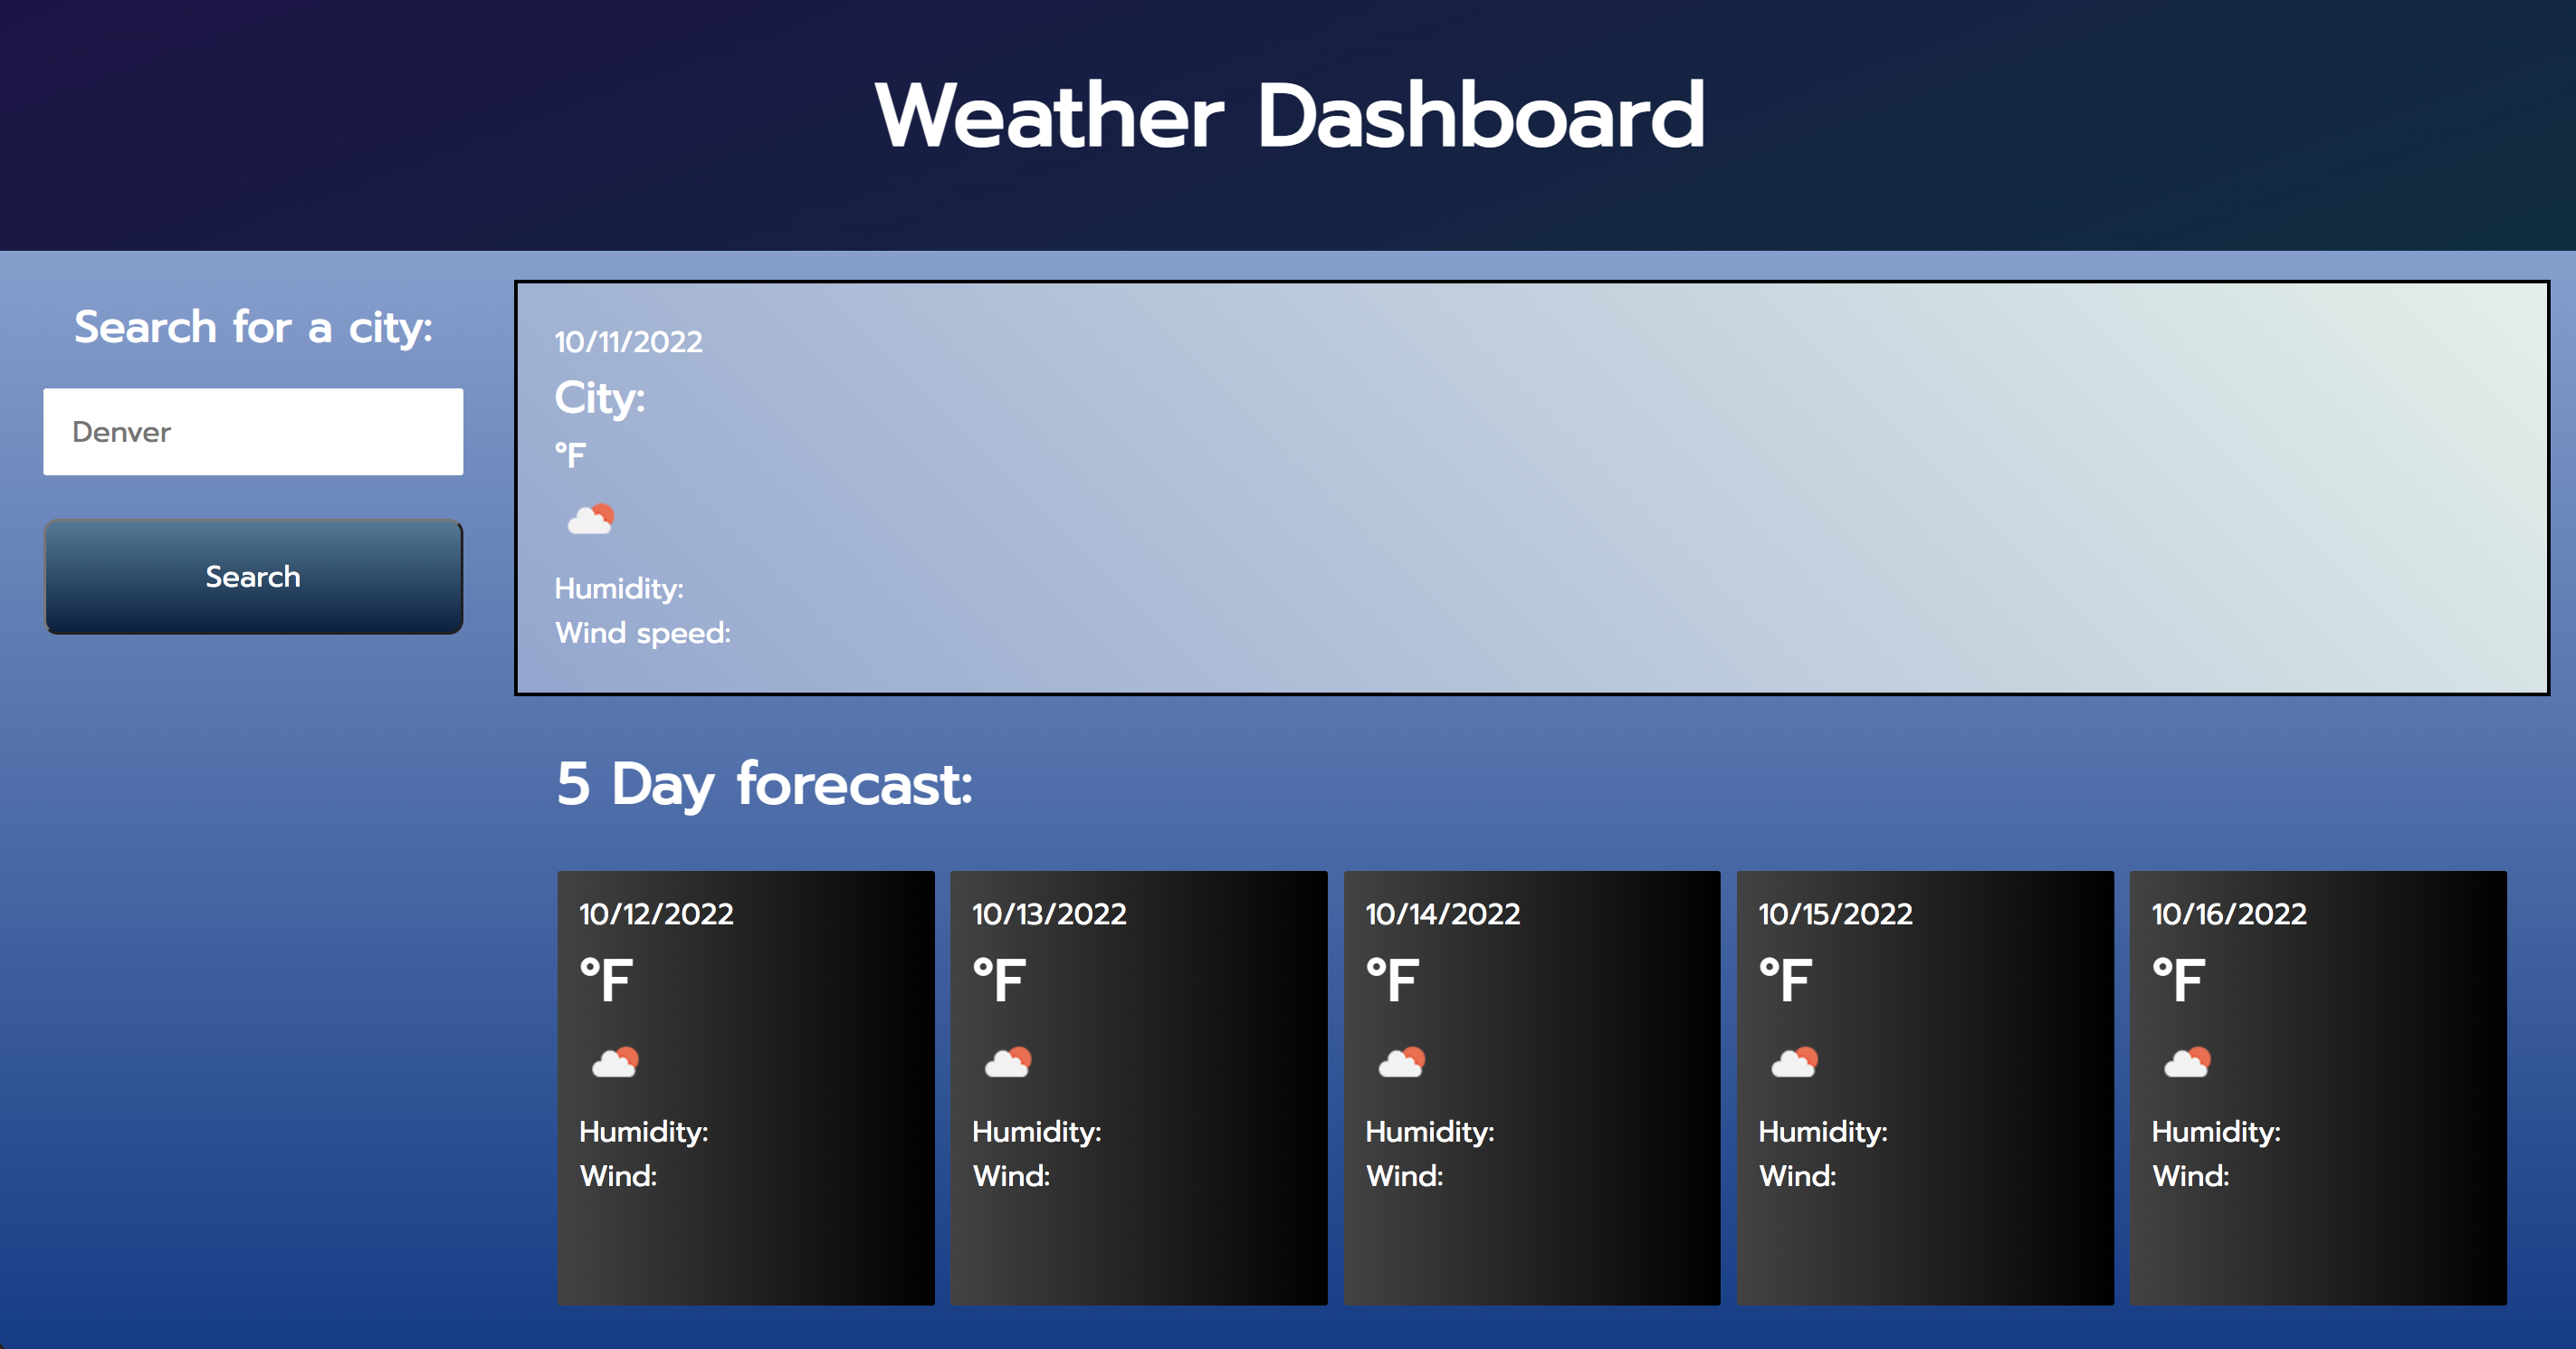 Weather Dashboard
Search for a city:
Denver
Search
10/11/2022
City:
°F
Humidity:
Wind speed:
5 Day forecast:
10/12/2022
°F
Humidity:
Wind:
10/13/2022
°F
Humidity:
Wind:
10/14/2022
°F
Humidity:
Wind:
10/15/2022
°F
Humidity:
Wind:
10/16/2022
°F
Humidity:
Wind: